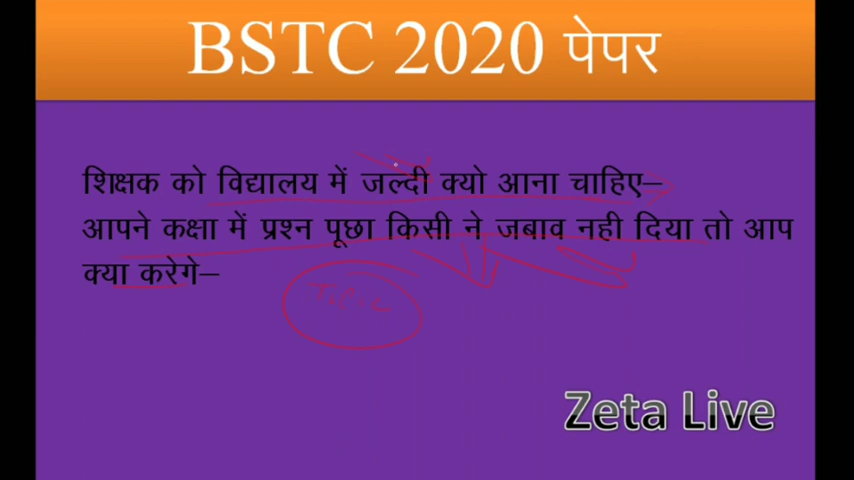 BSTC 2020 पेपर
शिक्षक को विद्यालय में जल्दी क्यो आना चाहिए–
आपने कक्षा में प्रश्न पूछा किसी ने जबाव नही दिया तो आप
क्या करेगे–
Zeta Live